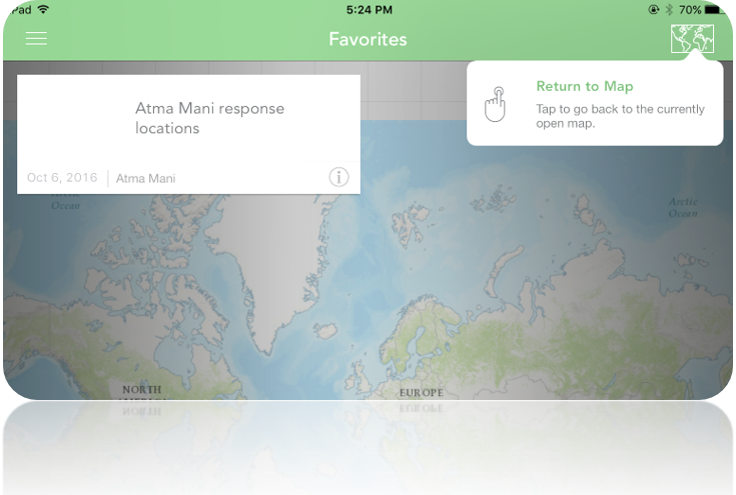 Pad 5:24 PM 70%
Favorites
Return to Map
Tap to go back to the currently
open map.
Atma Mani response
locations
Oct 6, 2016 Atma Mani
Ocean
Arctic
Ocean
NORTH
AMERICA
EUROPE